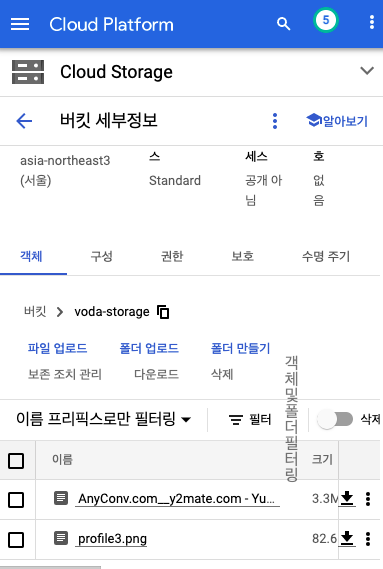 Cloud Platform
5
Cloud Storage
버킷 세부정보
알아보기
스 세스 호
asia-northeast3
(서울)
Standard
공개 아
님
없
음
객체 구성 권한 보호 수명 주기
버킷 > voda-storage
파일 업로드 폴더 업로드 폴더 만들기
보존 조치 관리 다운로드 삭제
객체 및 폴더 필터링
이름 프리픽스로만 필터링 필터 삭제
이름 크기
AnyConv.com__y2mate.com - Yu... 3.3M
profile3.png 82.6